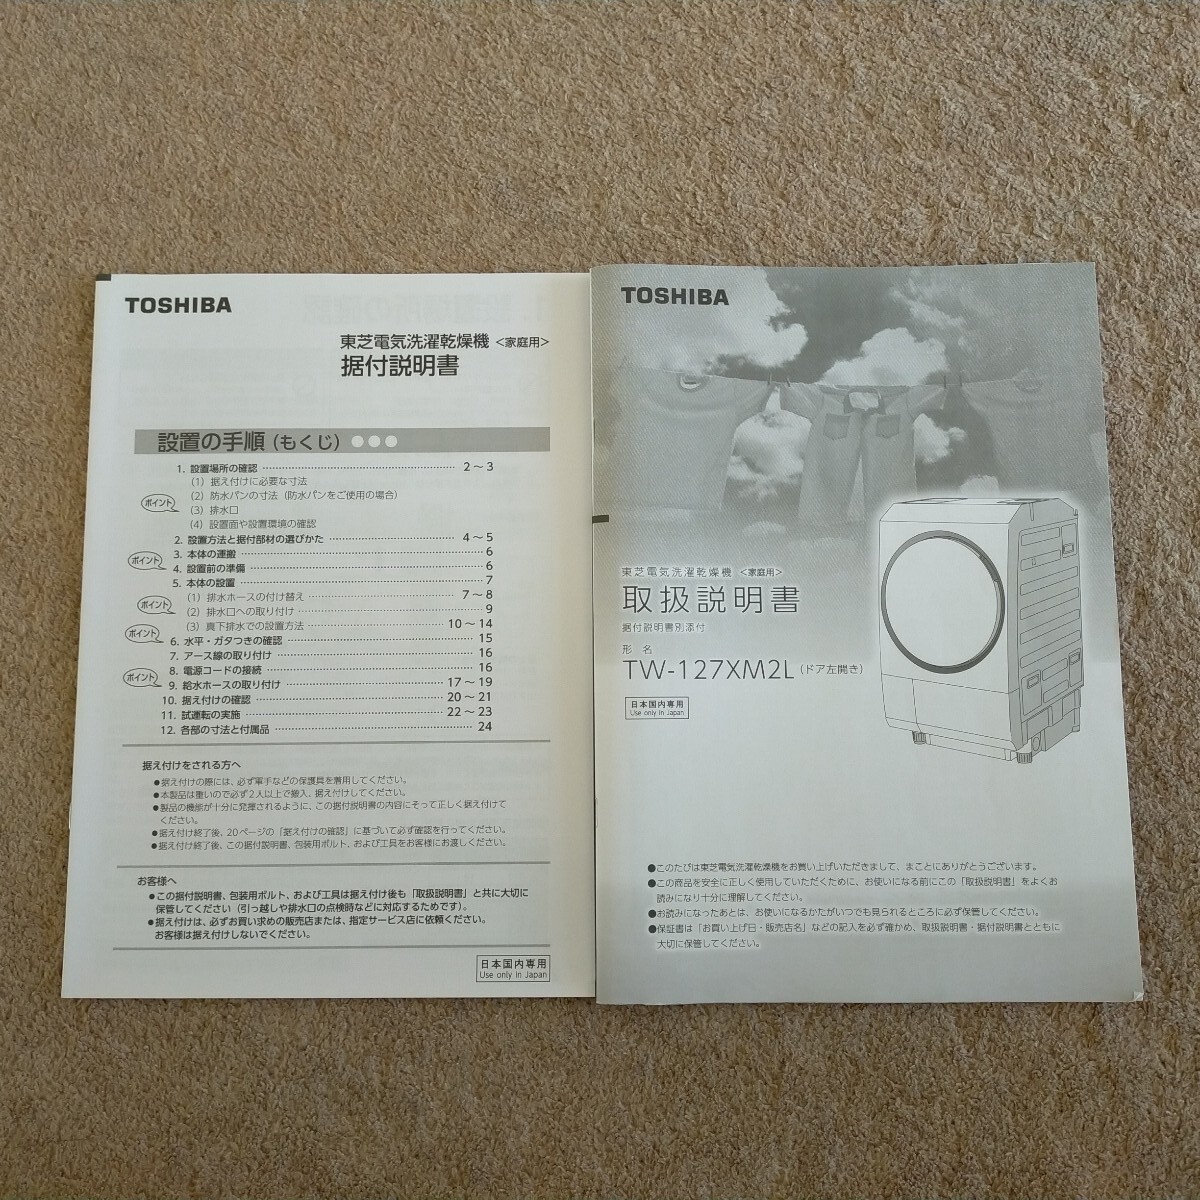 TOSHIBA
東芝電気洗濯乾燥機 <家庭用>
据付説明書
設置の手順(もくじ)
1. 設置場所の確認 2～3
(1) 据え付けに必要な寸法
(2) 防水パンの寸法(防水パンをご使用の場合)
ポイント
(3) 排水口
(4) 設置面や設置環境の確認
2. 設置方法と据付部材の選びかた 4～5
3. 本体の運搬 6
ポイント
4. 設置前の準備 6
5. 本体の設置 7
(1) 排水ホースの付け替え 7～8
ポイント
(2) 排水口への取り付け 9
(3) 真下排水での設置方法 10～14
ポイント
6. 水平・ガタつきの確認 15
7. アース線の取り付け 16
8. 電源コードの接続 16
ポイント
9. 給水ホースの取り付け 17～19
10. 据え付けの確認 20～21
11. 試運転の実施 22～23
12. 各部の寸法と付属品 24
据え付けをされる方へ
●据え付けの際には、必ず軍手などの保護具を着用してください。
●本製品は重いので必ず2人以上で搬入、据え付けしてください。
●製品の機能が十分に発揮されるように、この据付説明書の内容にそって正しく据え付けて
ください。
●据え付け終了後、20ページの「据え付けの確認」に基づいて必ず確認を行ってください。
●据え付け終了後、この据付説明書、包装用ボルト、および工具をお客様にお渡しください。
お客様へ
●この据付説明書、包装用ボルト、および工具は据え付け後も「取扱説明書」と共に大切に
保管してください(引っ越しや排水口の点検時などに対応するためです)。
●据え付けは、必ずお買い求めの販売店または、指定サービス店に依頼ください。
お客様は据え付けしないでください。
日本国内専用
Use only in Japan
TOSHIBA
東芝電気洗濯乾燥機 <家庭用>
取扱説明書
据付説明書別添付
形 名
TW-127XM2L(ドア左開き)
日本国内専用
Use only in Japan
●このたびは東芝電気洗濯乾燥機をお買い上げいただきまして、まことにありがとうございます。
●この商品を安全に正しく使用していただくために、お使いになる前にこの「取扱説明書」をよくお
読みになり十分に理解してください。
●お読みになったあとは、お使いになるかたがいつでも見られるところに必ず保管してください。
●保証書は「お買い上げ日・販売店名」などの記入を必ず確かめ、取扱説明書・据付説明書とともに
大切に保管してください。